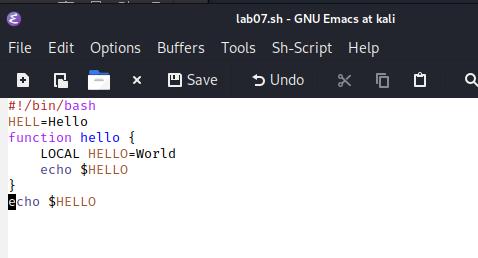 lab07.sh - GNU Emacs at kali
File Edit Options Buffers Tools Sh-Script Help
Save Undo
#!/bin/bash
HELL=Hello
function hello {
    LOCAL HELLO=World
    echo $HELLO
}
echo $HELLO